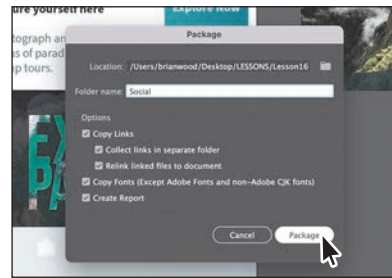 ure yourself here
Explore Now
tograph an
s of parad
p tours.
Package
Location: /Users/brianwood/Desktop/LESSONS/Lesson16
Folder name: Social
Options
Copy Links
Collect links in separate folder
Relink linked files to document
Copy Fonts (Except Adobe Fonts and non-Adobe CJK fonts)
Create Report
Cancel Package